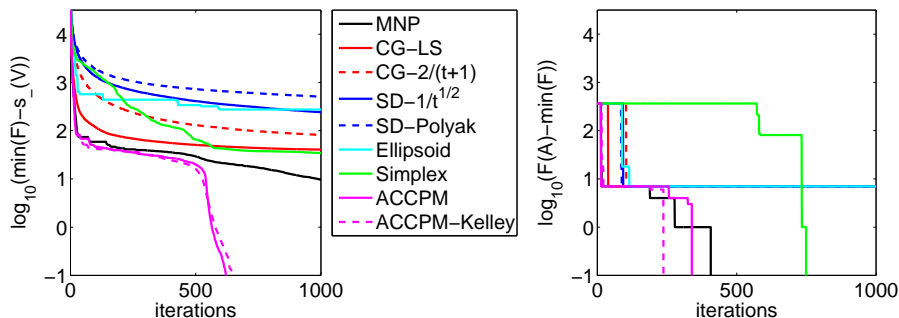 log10(min(F)−s_(V))
4
3
2
1
0
−1
0
500
1000
iterations
MNP
CG−LS
CG−2/(t+1)
SD−1/t^1/2
SD−Polyak
Ellipsoid
Simplex
ACCPM
ACCPM−Kelley
log10(F(A)−min(F))
4
3
2
1
0
−1
0
500
1000
iterations